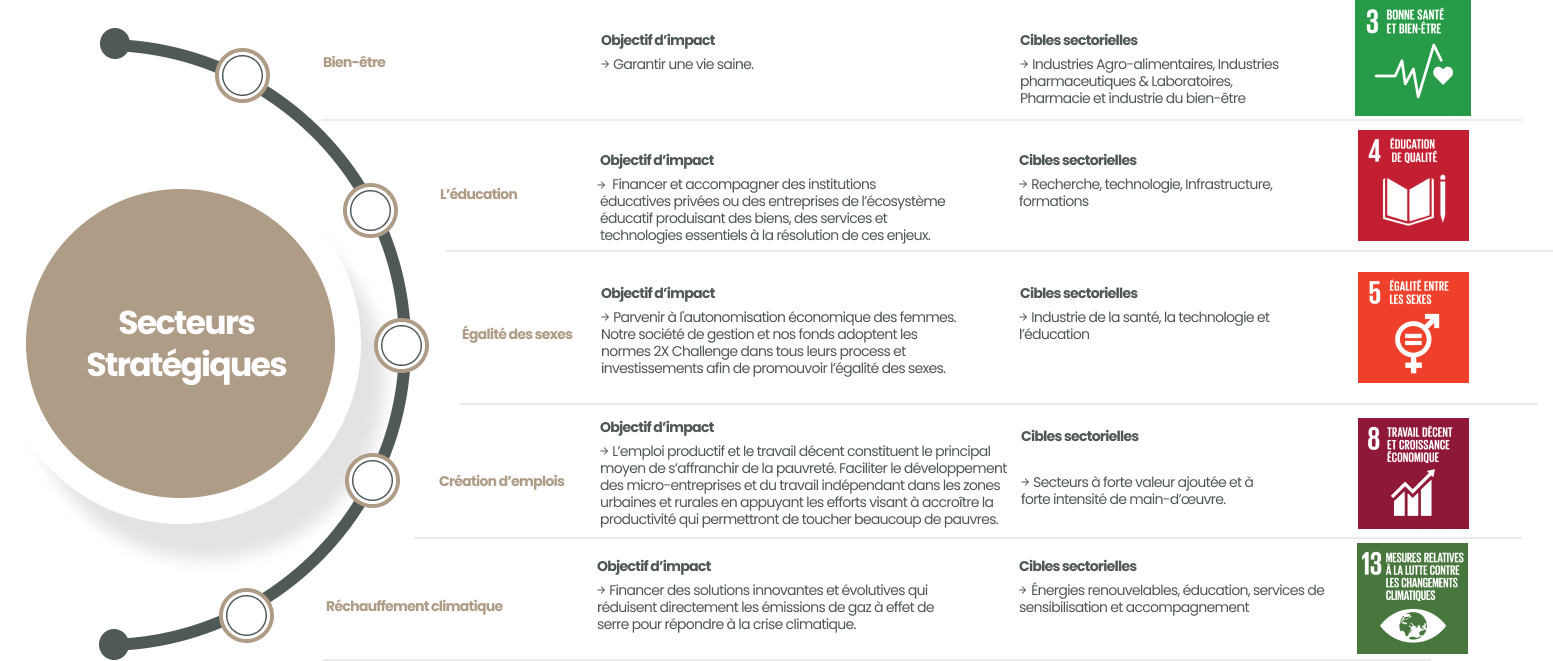 Secteurs
Stratégiques
Bien-être
Objectif d'impact
→ Garantir une vie saine.
Cibles sectorielles
→ Industries Agro-alimentaires, Industries
pharmaceutiques & Laboratoires,
Pharmacie et industrie du bien-être
3 BONNE SANTÉ
ET BIEN-ÊTRE
L'éducation
Objectif d'impact
→ Financer et accompagner des institutions
éducatives privées ou des entreprises de l'écosystème
éducatif produisant des biens, des services et
technologies essentiels à la résolution de ces enjeux.
Cibles sectorielles
→ Recherche, technologie, Infrastructure,
formations
4 ÉDUCATION
DE QUALITÉ
Égalité des sexes
Objectif d'impact
→ Parvenir à l'autonomisation économique des femmes.
Notre société de gestion et nos fonds adoptent les
normes 2X Challenge dans tous leurs process et
investissements afin de promouvoir l'égalité des sexes.
Cibles sectorielles
→ Industrie de la santé, la technologie et
l'éducation
5 ÉGALITÉ ENTRE
LES SEXES
Création d'emplois
Objectif d'impact
→ L'emploi productif et le travail décent constituent le principal
moyen de s'affranchir de la pauvreté. Faciliter le développement
des micro-entreprises et du travail indépendant dans les zones
urbaines et rurales en appuyant les efforts visant à accroître la
productivité qui permettront de toucher beaucoup de pauvres.
Cibles sectorielles
→ Secteurs à forte valeur ajoutée et à
forte intensité de main-d'œuvre.
8 TRAVAIL DÉCENT
ET CROISSANCE
ÉCONOMIQUE
Réchauffement climatique
Objectif d'impact
→ Financer des solutions innovantes et évolutives qui
réduisent directement les émissions de gaz à effet de
serre pour répondre à la crise climatique.
Cibles sectorielles
→ Énergies renouvelables, éducation, services de
sensibilisation et accompagnement
13 MESURES RELATIVES
À LA LUTTE CONTRE
LES CHANGEMENTS
CLIMATIQUES